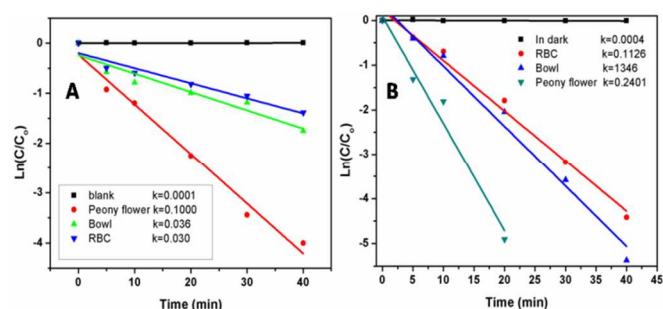 A
Ln(C/Co)
0
-1
-2
-3
-4
blank k=0.0001
Peony flower k=0.1000
Bowl k=0.036
RBC k=0.030
0 10 20 30 40
Time (min)
B
Ln(C/Co)
0
-1
-2
-3
-4
-5
In dark k=0.0004
RBC k=0.1126
Bowl k=1346
Peony flower k=0.2401
0 5 10 15 20 25 30 35 40 45
Time (min)